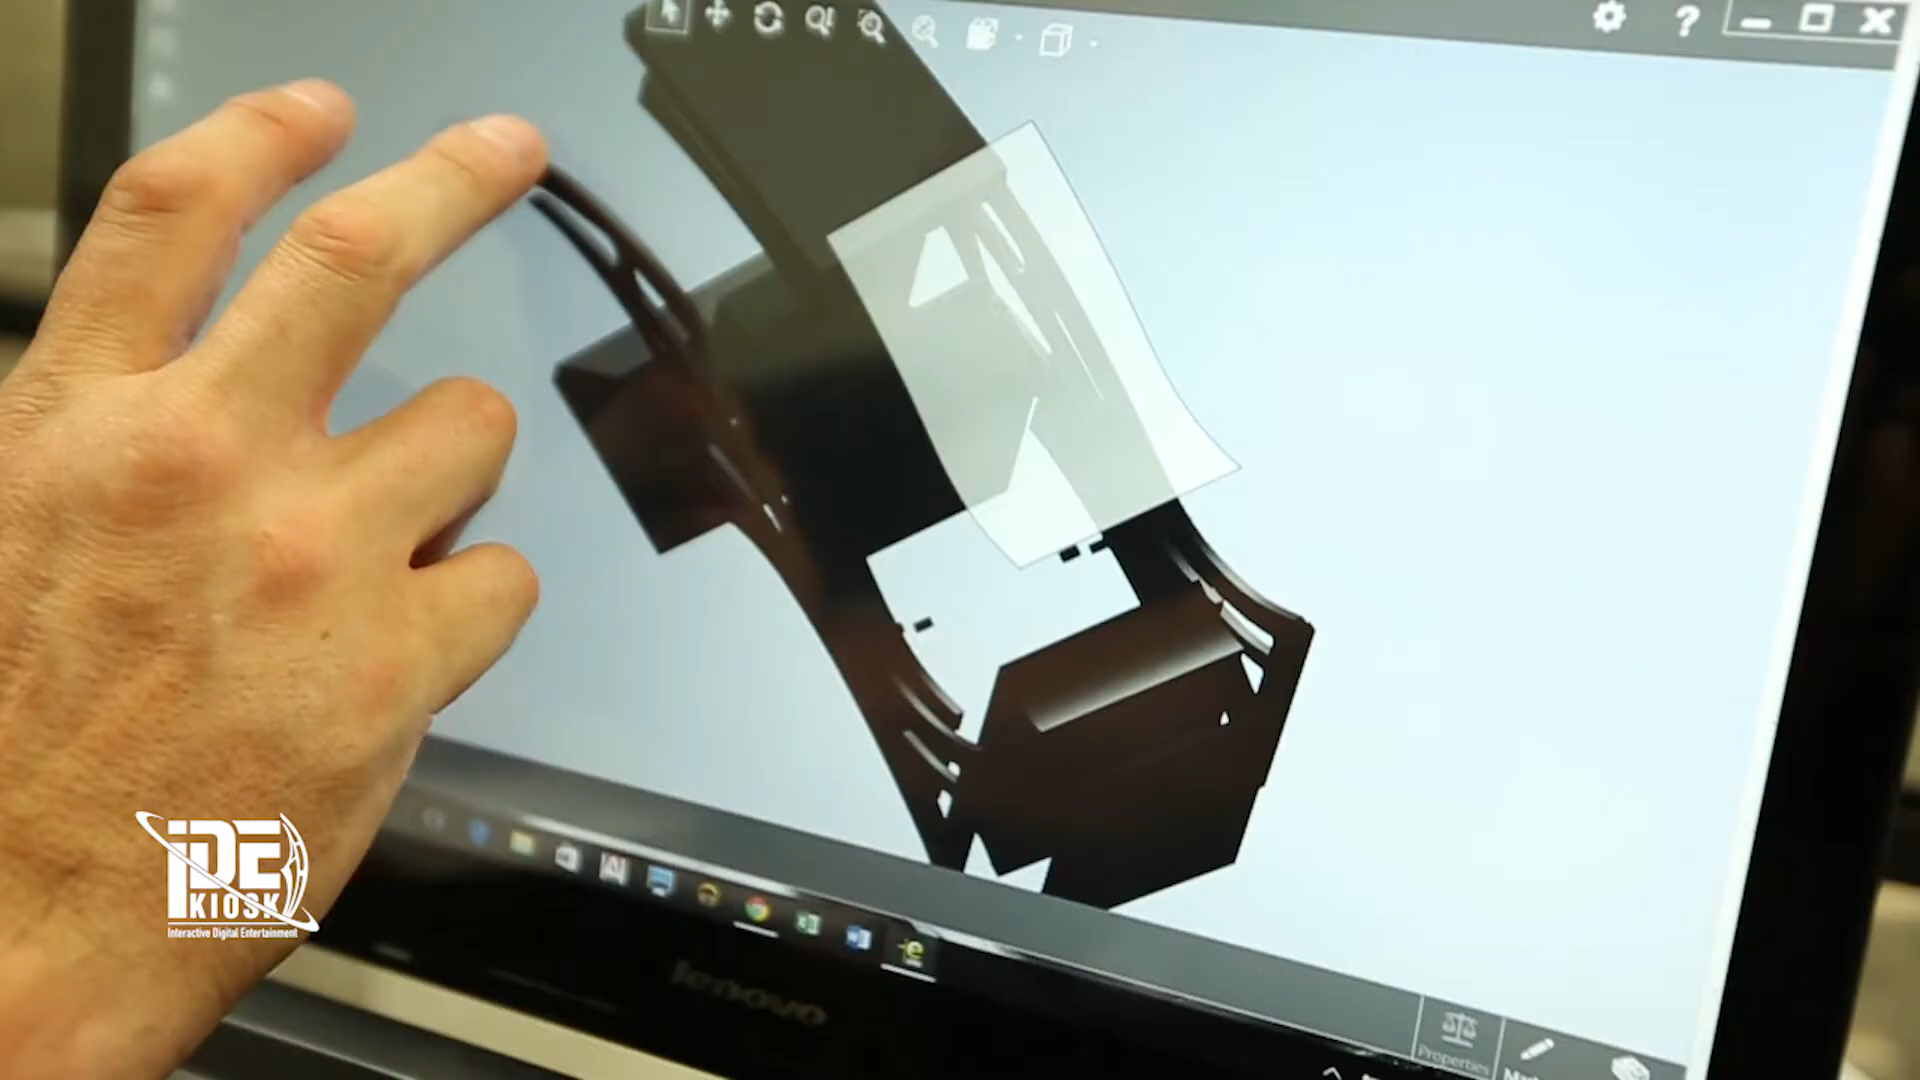 iDE
KIOSK
Interactive Digital Entertainment
lenovo
Properties